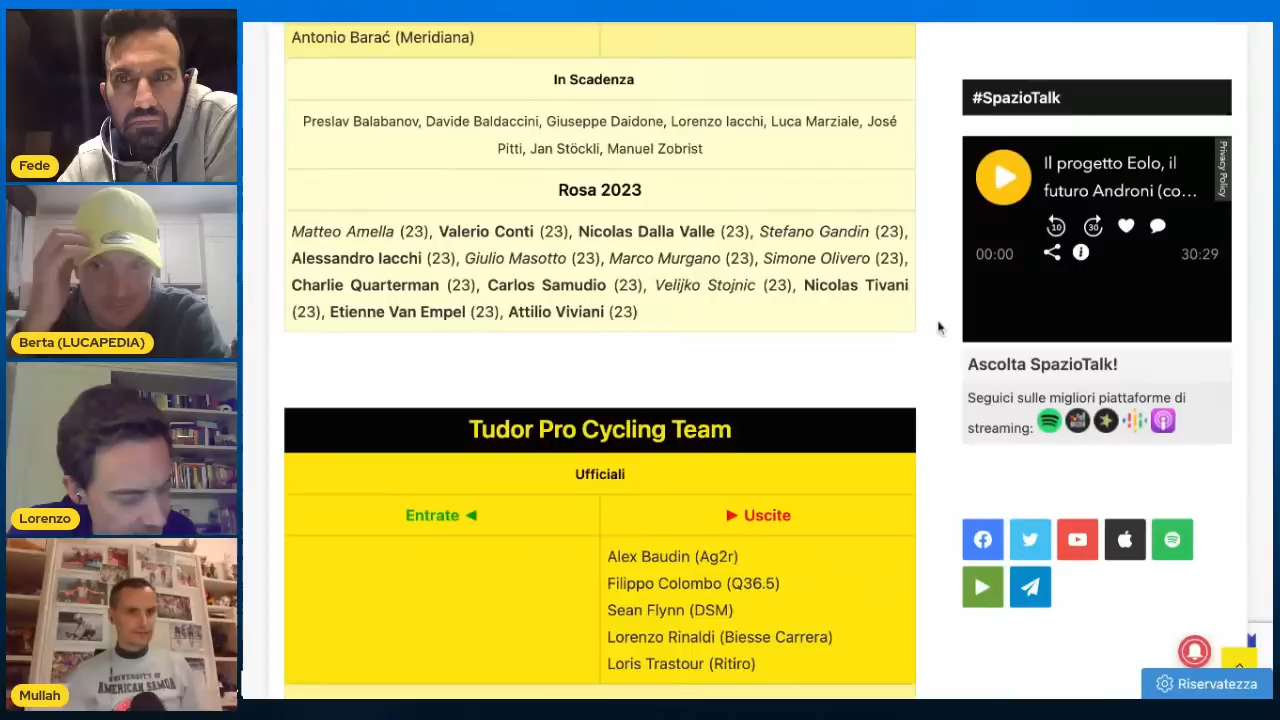 Fede
Berta (LUCAPEDIA)
Lorenzo
UNIVERSITY OF
AMERICAN SAMOA
Mullah
Antonio Barać (Meridiana)
In Scadenza
Preslav Balabanov, Davide Baldaccini, Giuseppe Daidone, Lorenzo Iacchi, Luca Marziale, José
Pitti, Jan Stöckli, Manuel Zobrist
Rosa 2023
Matteo Amella (23), Valerio Conti (23), Nicolas Dalla Valle (23), Stefano Gandin (23),
Alessandro Iacchi (23), Giulio Masotto (23), Marco Murgano (23), Simone Olivero (23),
Charlie Quarterman (23), Carlos Samudio (23), Velijko Stojnic (23), Nicolas Tivani
(23), Etienne Van Empel (23), Attilio Viviani (23)
Tudor Pro Cycling Team
Ufficiali
Entrate ◄
► Uscite
Alex Baudin (Ag2r)
Filippo Colombo (Q36.5)
Sean Flynn (DSM)
Lorenzo Rinaldi (Biesse Carrera)
Loris Trastour (Ritiro)
#SpazioTalk
Il progetto Eolo, il
futuro Androni (co...
Privacy Policy
10
30
00:00
30:29
Ascolta SpazioTalk!
Seguici sulle migliori piattaforme di
streaming:
Riservatezza